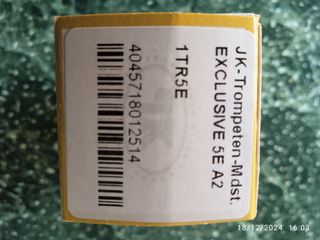 JK-Trompeten-Mdst.
EXCLUSIVE 5E A2
1TR5E
4045718012514
18/12/2024 16:03